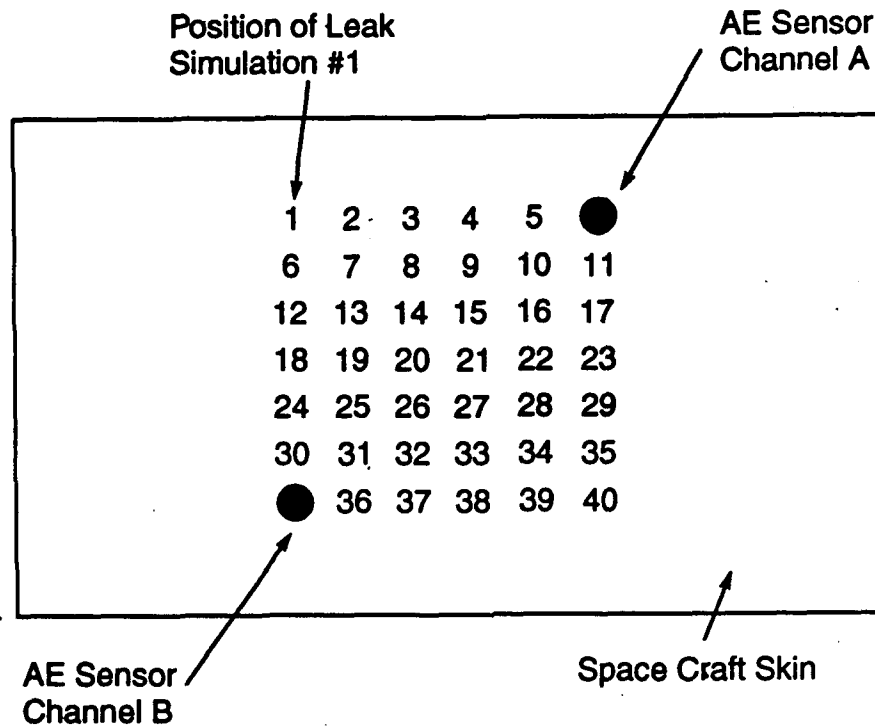 Position of Leak
Simulation #1
AE Sensor
Channel A
1 2 3 4 5
6 7 8 9 10 11
12 13 14 15 16 17
18 19 20 21 22 23
24 25 26 27 28 29
30 31 32 33 34 35
36 37 38 39 40
AE Sensor
Channel B
Space Craft Skin